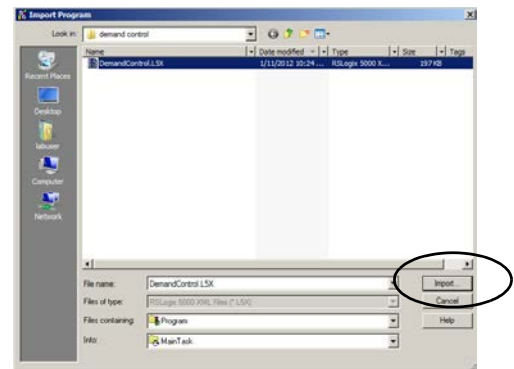 Import Program
Look in: demand control
Name Date modified Type Size Tags
DemandControl.L5X 1/11/2012 10:24 ... RSLogix 5000 X... 197 KB
Recent Places
Desktop
labuser
Computer
Network
File name: DemandControl.L5X Import...
Files of type: RSLogix 5000 XML Files (*.L5X) Cancel
Files containing: Program Help
Into: MainTask